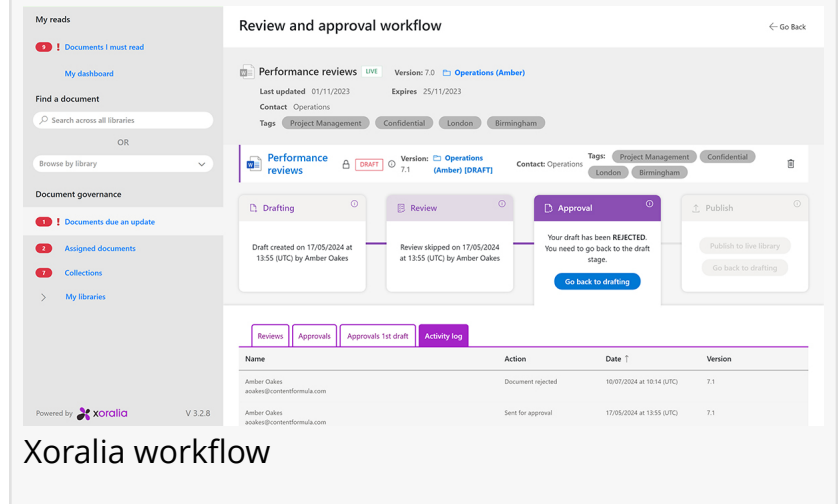 My reads
9 ! Documents I must read
My dashboard
Find a document
Search across all libraries
OR
Browse by library
Document governance
1 ! Documents due an update
2 Assigned documents
7 Collections
My libraries
Powered by xoralia V 3.2.8
Review and approval workflow
Go Back
Performance reviews LIVE Version: 7.0 Operations (Amber)
Last updated 01/11/2023 Expires 25/11/2023
Contact Operations
Tags Project Management Confidential London Birmingham
Performance
reviews
DRAFT
Version:
7.1
Operations
(Amber) [DRAFT]
Contact: Operations
Tags: Project Management Confidential
London Birmingham
Drafting
Draft created on 17/05/2024 at
13:55 (UTC) by Amber Oakes
Review
Review skipped on 17/05/2024
at 13:55 (UTC) by Amber Oakes
Approval
Your draft has been REJECTED.
You need to go back to the draft
stage.
Go back to drafting
Publish
Publish to live library
Go back to drafting
Reviews Approvals Approvals 1st draft Activity log
Name Action Date ↑ Version
Amber Oakes Document rejected 10/07/2024 at 10:14 (UTC) 7.1
aoakes@contentformula.com
Amber Oakes Sent for approval 17/05/2024 at 13:55 (UTC) 7.1
aoakes@contentformula.com
Xoralia workflow